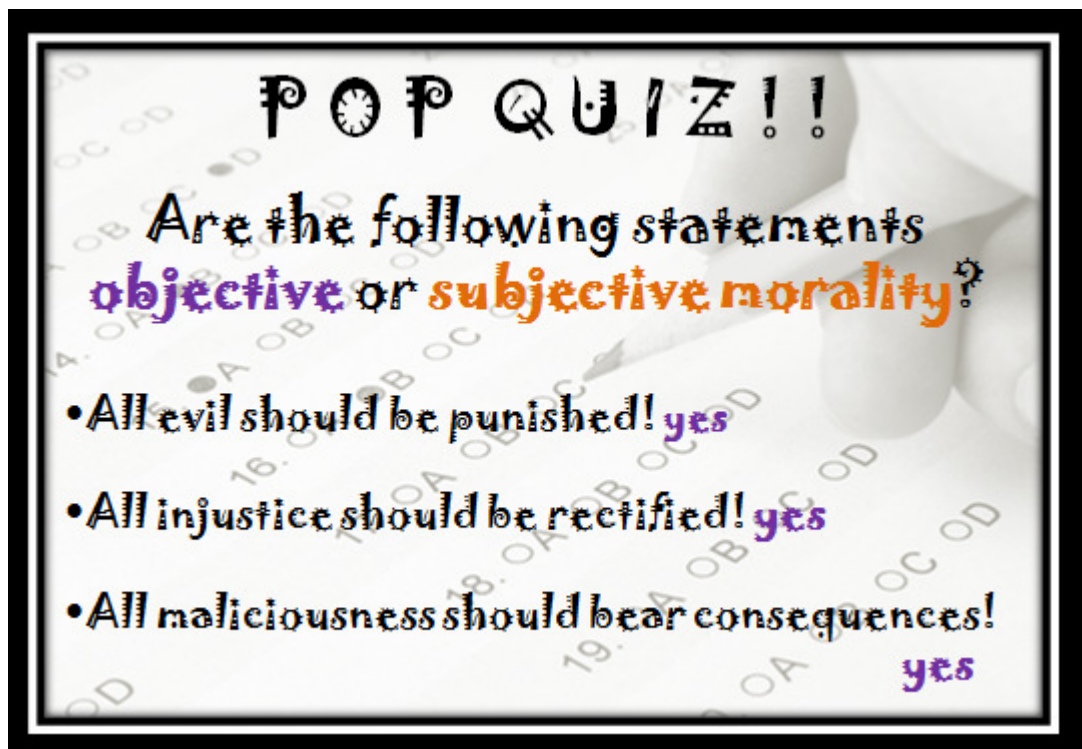 POP QUIZ!!
Are the following statements
objective or subjective morality?
•All evil should be punished! yes
•All injustice should be rectified! yes
•All maliciousness should bear consequences!
yes